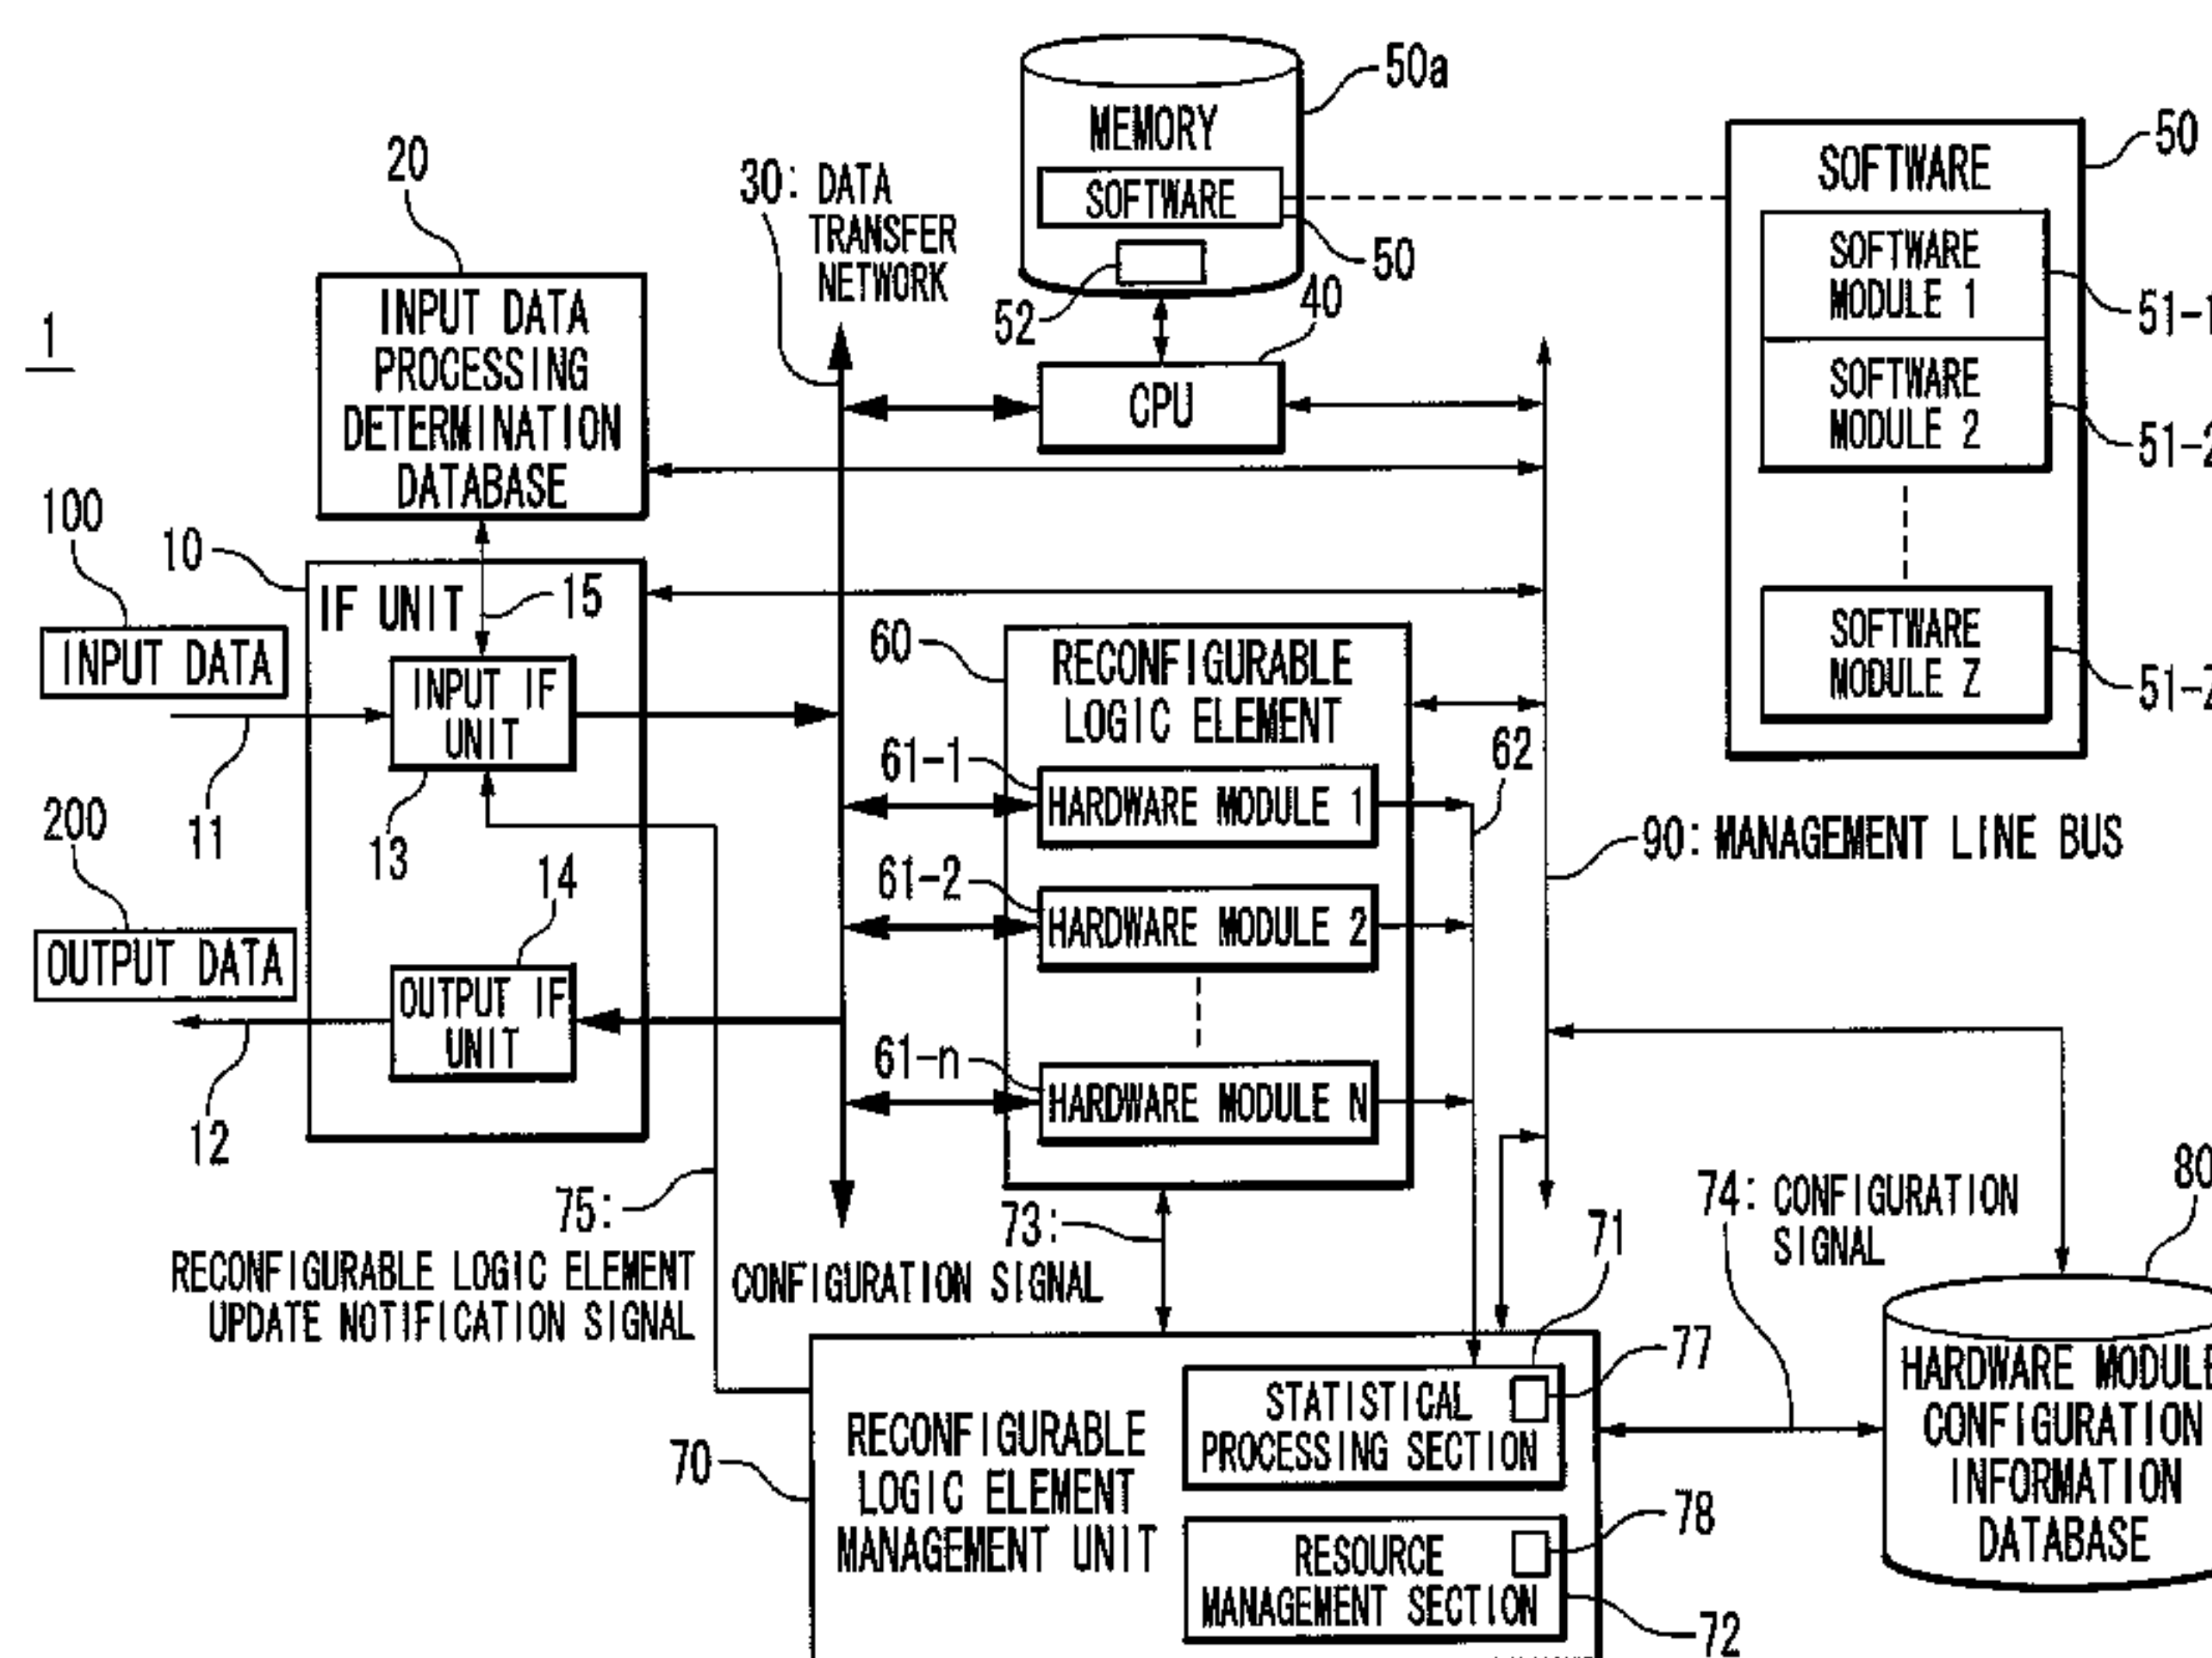 1
20
INPUT DATA
PROCESSING
DETERMINATION
DATABASE
30: DATA
TRANSFER
NETWORK
50a
MEMORY
SOFTWARE
50
52
40
CPU
50
SOFTWARE
SOFTWARE
MODULE 1
51-1
SOFTWARE
MODULE 2
51-2
SOFTWARE
MODULE Z
100
INPUT DATA
10
IF UNIT
15
INPUT IF
UNIT
11
13
200
OUTPUT DATA
14
OUTPUT IF
UNIT
12
60
RECONFIGURABLE
LOGIC ELEMENT
61-1
HARDWARE MODULE 1
61-2
HARDWARE MODULE 2
61-n
HARDWARE MODULE N
62
90: MANAGEMENT LINE BUS
75:
RECONFIGURABLE LOGIC ELEMENT
UPDATE NOTIFICATION SIGNAL
73:
CONFIGURATION SIGNAL
71
74: CONFIGURATION
SIGNAL
80
70
RECONFIGURABLE
LOGIC ELEMENT
MANAGEMENT UNIT
STATISTICAL
PROCESSING SECTION
77
RESOURCE
MANAGEMENT SECTION
78
72
HARDWARE MODULE
CONFIGURATION
INFORMATION
DATABASE